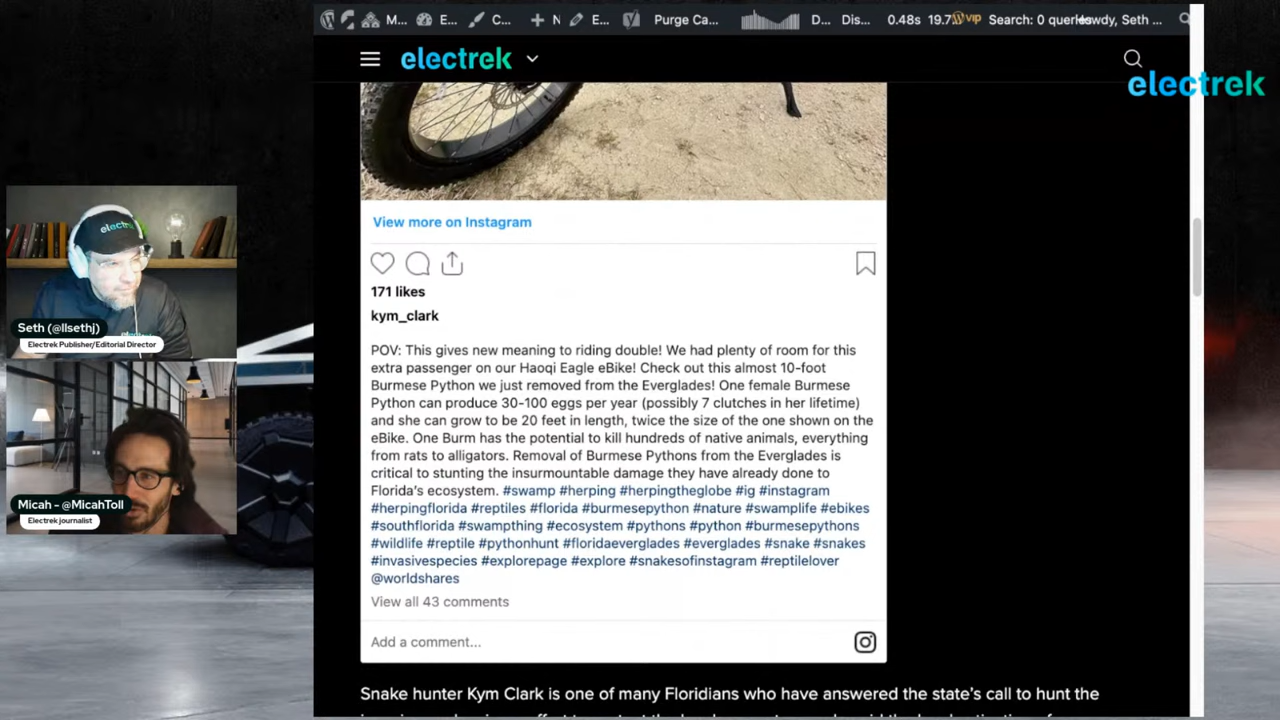 M...
E...
C...
N
E...
Purge Ca...
D...
Dis...
0.48s
19.7
VIP
Search: 0 queries
Howdy, Seth ...
electrek
electrek
View more on Instagram
171 likes
kym_clark
POV: This gives new meaning to riding double! We had plenty of room for this
extra passenger on our Haoqi Eagle eBike! Check out this almost 10-foot
Burmese Python we just removed from the Everglades! One female Burmese
Python can produce 30-100 eggs per year (possibly 7 clutches in her lifetime)
and she can grow to be 20 feet in length, twice the size of the one shown on the
eBike. One Burm has the potential to kill hundreds of native animals, everything
from rats to alligators. Removal of Burmese Pythons from the Everglades is
critical to stunting the insurmountable damage they have already done to
Florida's ecosystem. #swamp #herping #herpingtheglobe #ig #instagram
#herpingflorida #reptiles #florida #burmesepython #nature #swamplife #ebikes
#southflorida #swampthing #ecosystem #pythons #python #burmesepythons
#wildlife #reptile #pythonhunt #floridaeverglades #everglades #snake #snakes
#invasivespecies #explorepage #explore #snakesofinstagram #reptilelover
@worldshares
View all 43 comments
Add a comment...
Snake hunter Kym Clark is one of many Floridians who have answered the state's call to hunt the
electrek
Seth (@llsethj)
Electrek Publisher/Editorial Director
Micah - @MicahToll
Electrek journalist